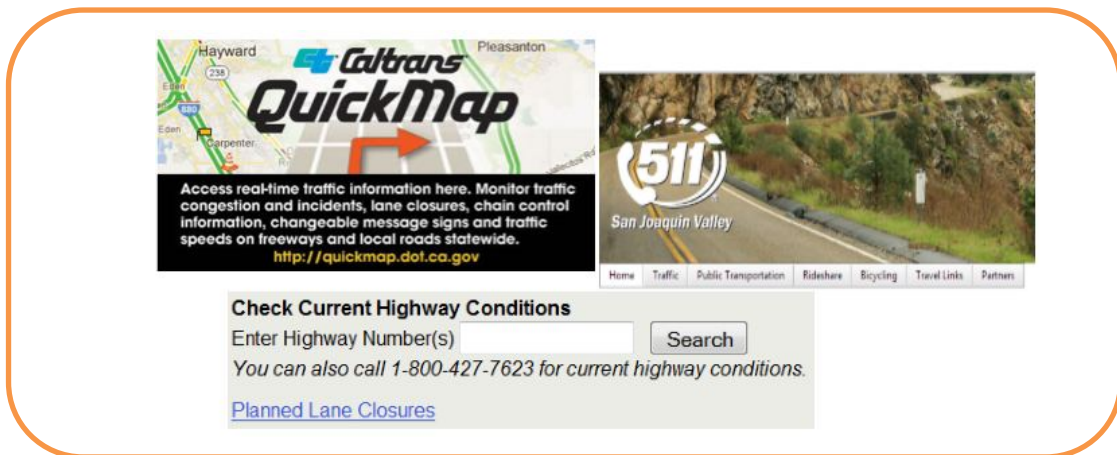 Hayward
Pleasanton
238
Caltrans
QuickMap
880
Eden
Carpenter
Access real-time traffic information here. Monitor traffic
congestion and incidents, lane closures, chain control
information, changeable message signs and traffic
speeds on freeways and local roads statewide.
http://quickmap.dot.ca.gov
511
San Joaquin Valley
Home Traffic Public Transportation Rideshare Bicycling Travel Links Partners
Check Current Highway Conditions
Enter Highway Number(s) Search
You can also call 1-800-427-7623 for current highway conditions.
Planned Lane Closures